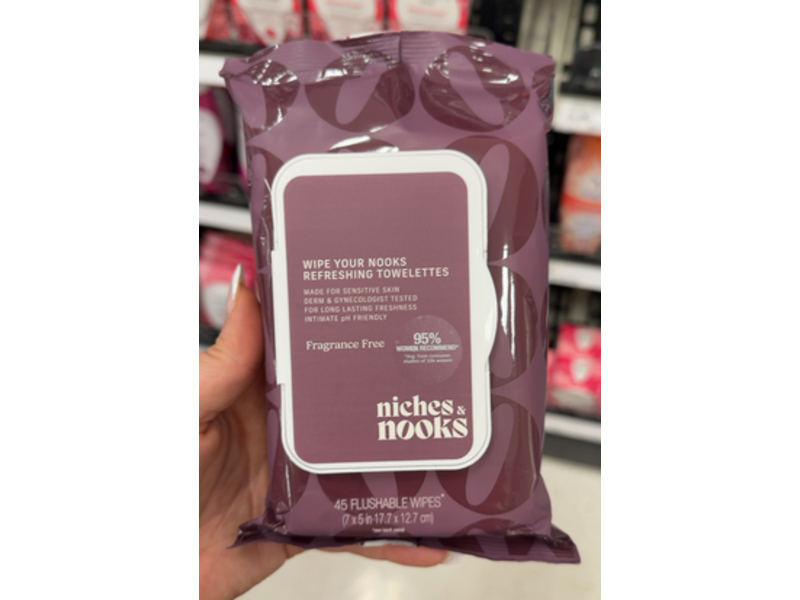 WIPE YOUR NOOKS
REFRESHING TOWELETTES
MADE FOR SENSITIVE SKIN
DERM & GYNECOLOGIST TESTED
FOR LONG LASTING FRESHNESS
INTIMATE pH FRIENDLY
Fragrance Free
95%
WOMEN RECOMMEND*
niches &
nooks
45 FLUSHABLE WIPES*
(7 x 5 in 17.7 x 12.7 cm)